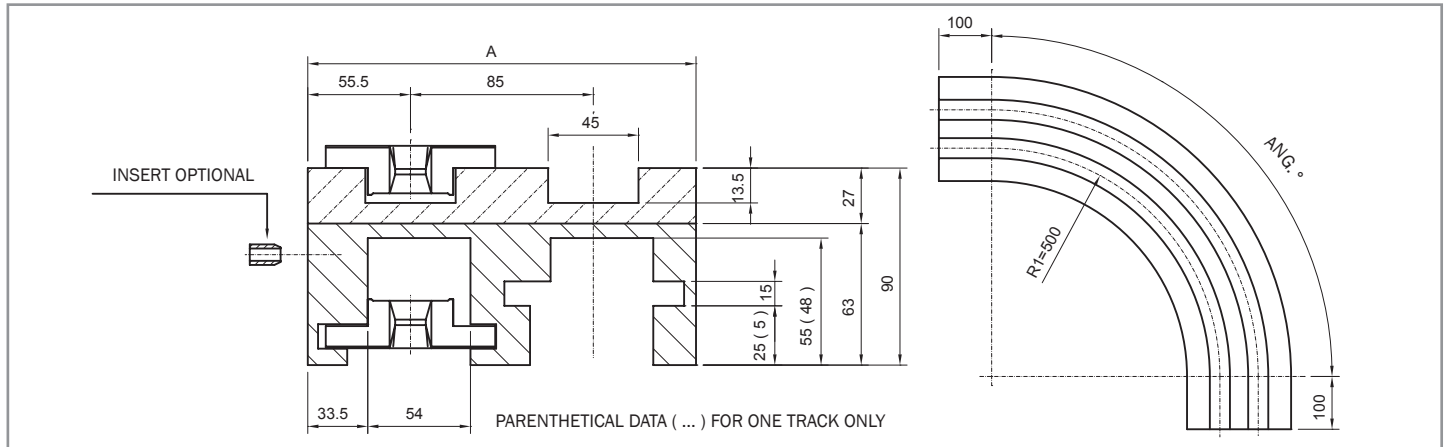 A
55.5
85
45
INSERT OPTIONAL
13.5
27
90
63
15
55 ( 48 )
25 ( 5 )
33.5
54
PARENTHETICAL DATA ( ... ) FOR ONE TRACK ONLY
100
ANG. °
R1=500
100